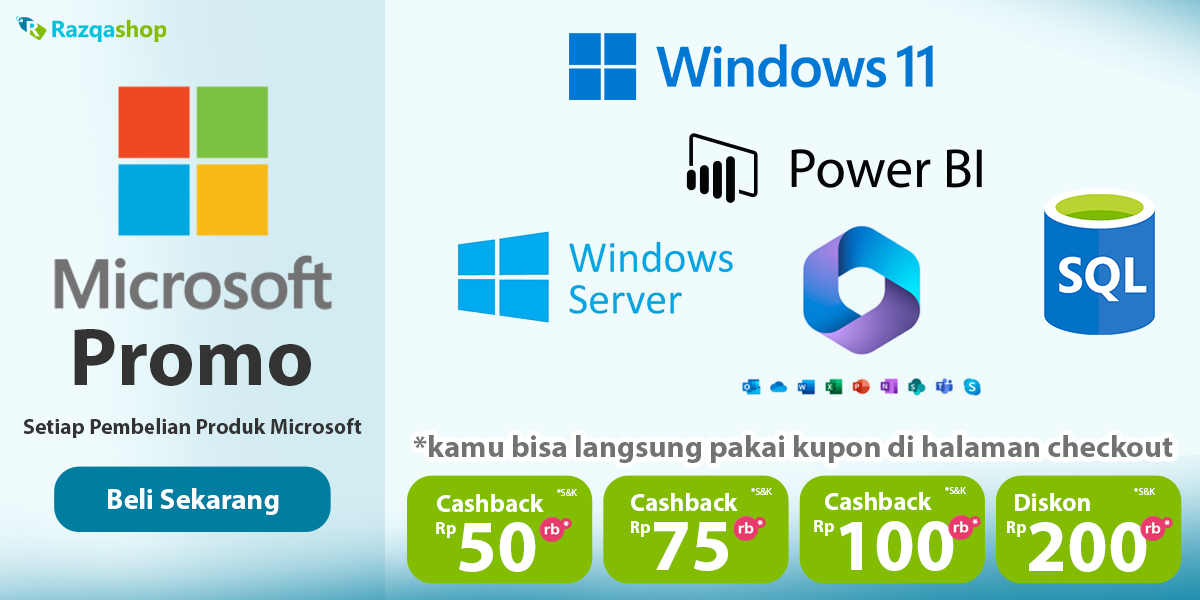 Razqashop
Microsoft
Promo
Setiap Pembelian Produk Microsoft
Beli Sekarang
Windows 11
Power BI
Windows
Server
SQL
*kamu bisa langsung pakai kupon di halaman checkout
Cashback *S&K
Rp 50 rb*
Cashback *S&K
Rp 75 rb*
Cashback *S&K
Rp 100 rb*
Diskon *S&K
Rp 200 rb*